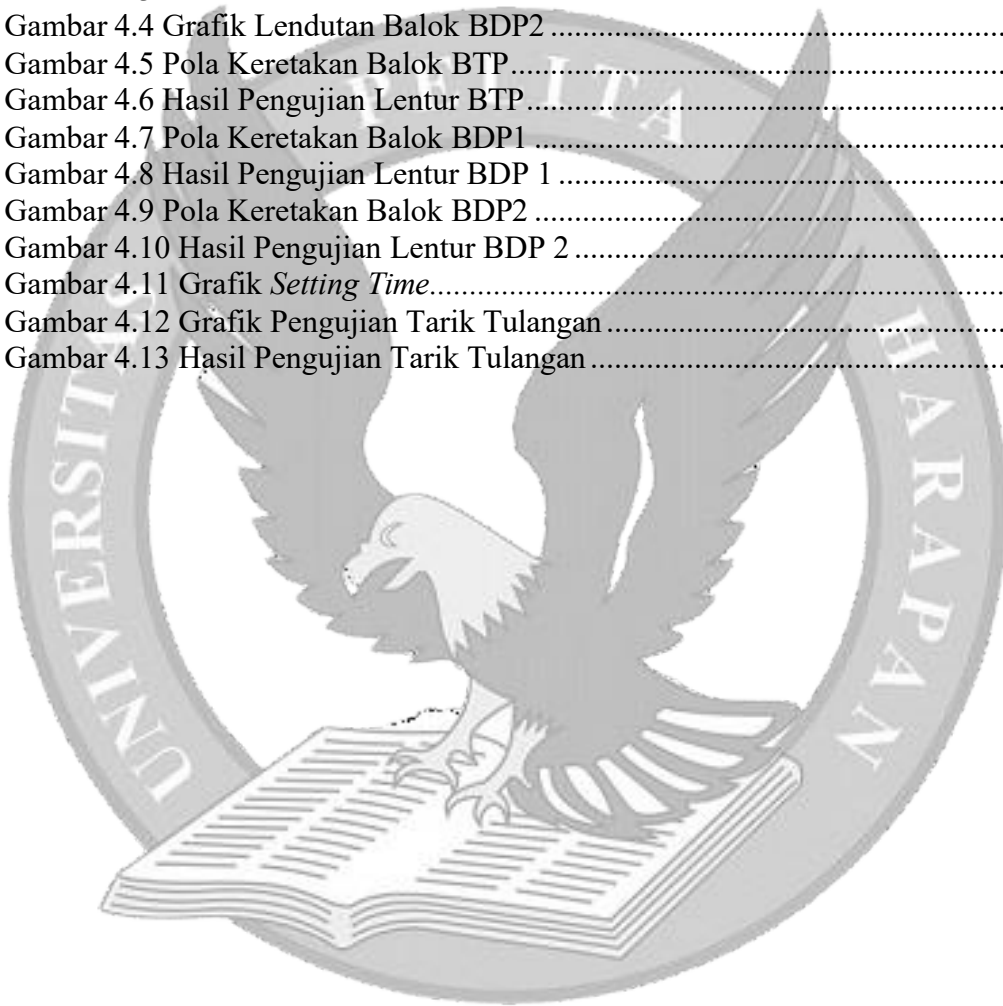 Gambar 4.4 Grafik Lendutan Balok BDP2 ..........................................................
Gambar 4.5 Pola Keretakan Balok BTP..............................................................
Gambar 4.6 Hasil Pengujian Lentur BTP............................................................
Gambar 4.7 Pola Keretakan Balok BDP1 ...........................................................
Gambar 4.8 Hasil Pengujian Lentur BDP 1 ........................................................
Gambar 4.9 Pola Keretakan Balok BDP2 ...........................................................
Gambar 4.10 Hasil Pengujian Lentur BDP 2 ......................................................
Gambar 4.11 Grafik Setting Time.......................................................................
Gambar 4.12 Grafik Pengujian Tarik Tulangan ..................................................
Gambar 4.13 Hasil Pengujian Tarik Tulangan ....................................................
UNIVERSITAS PELITA HARAPAN